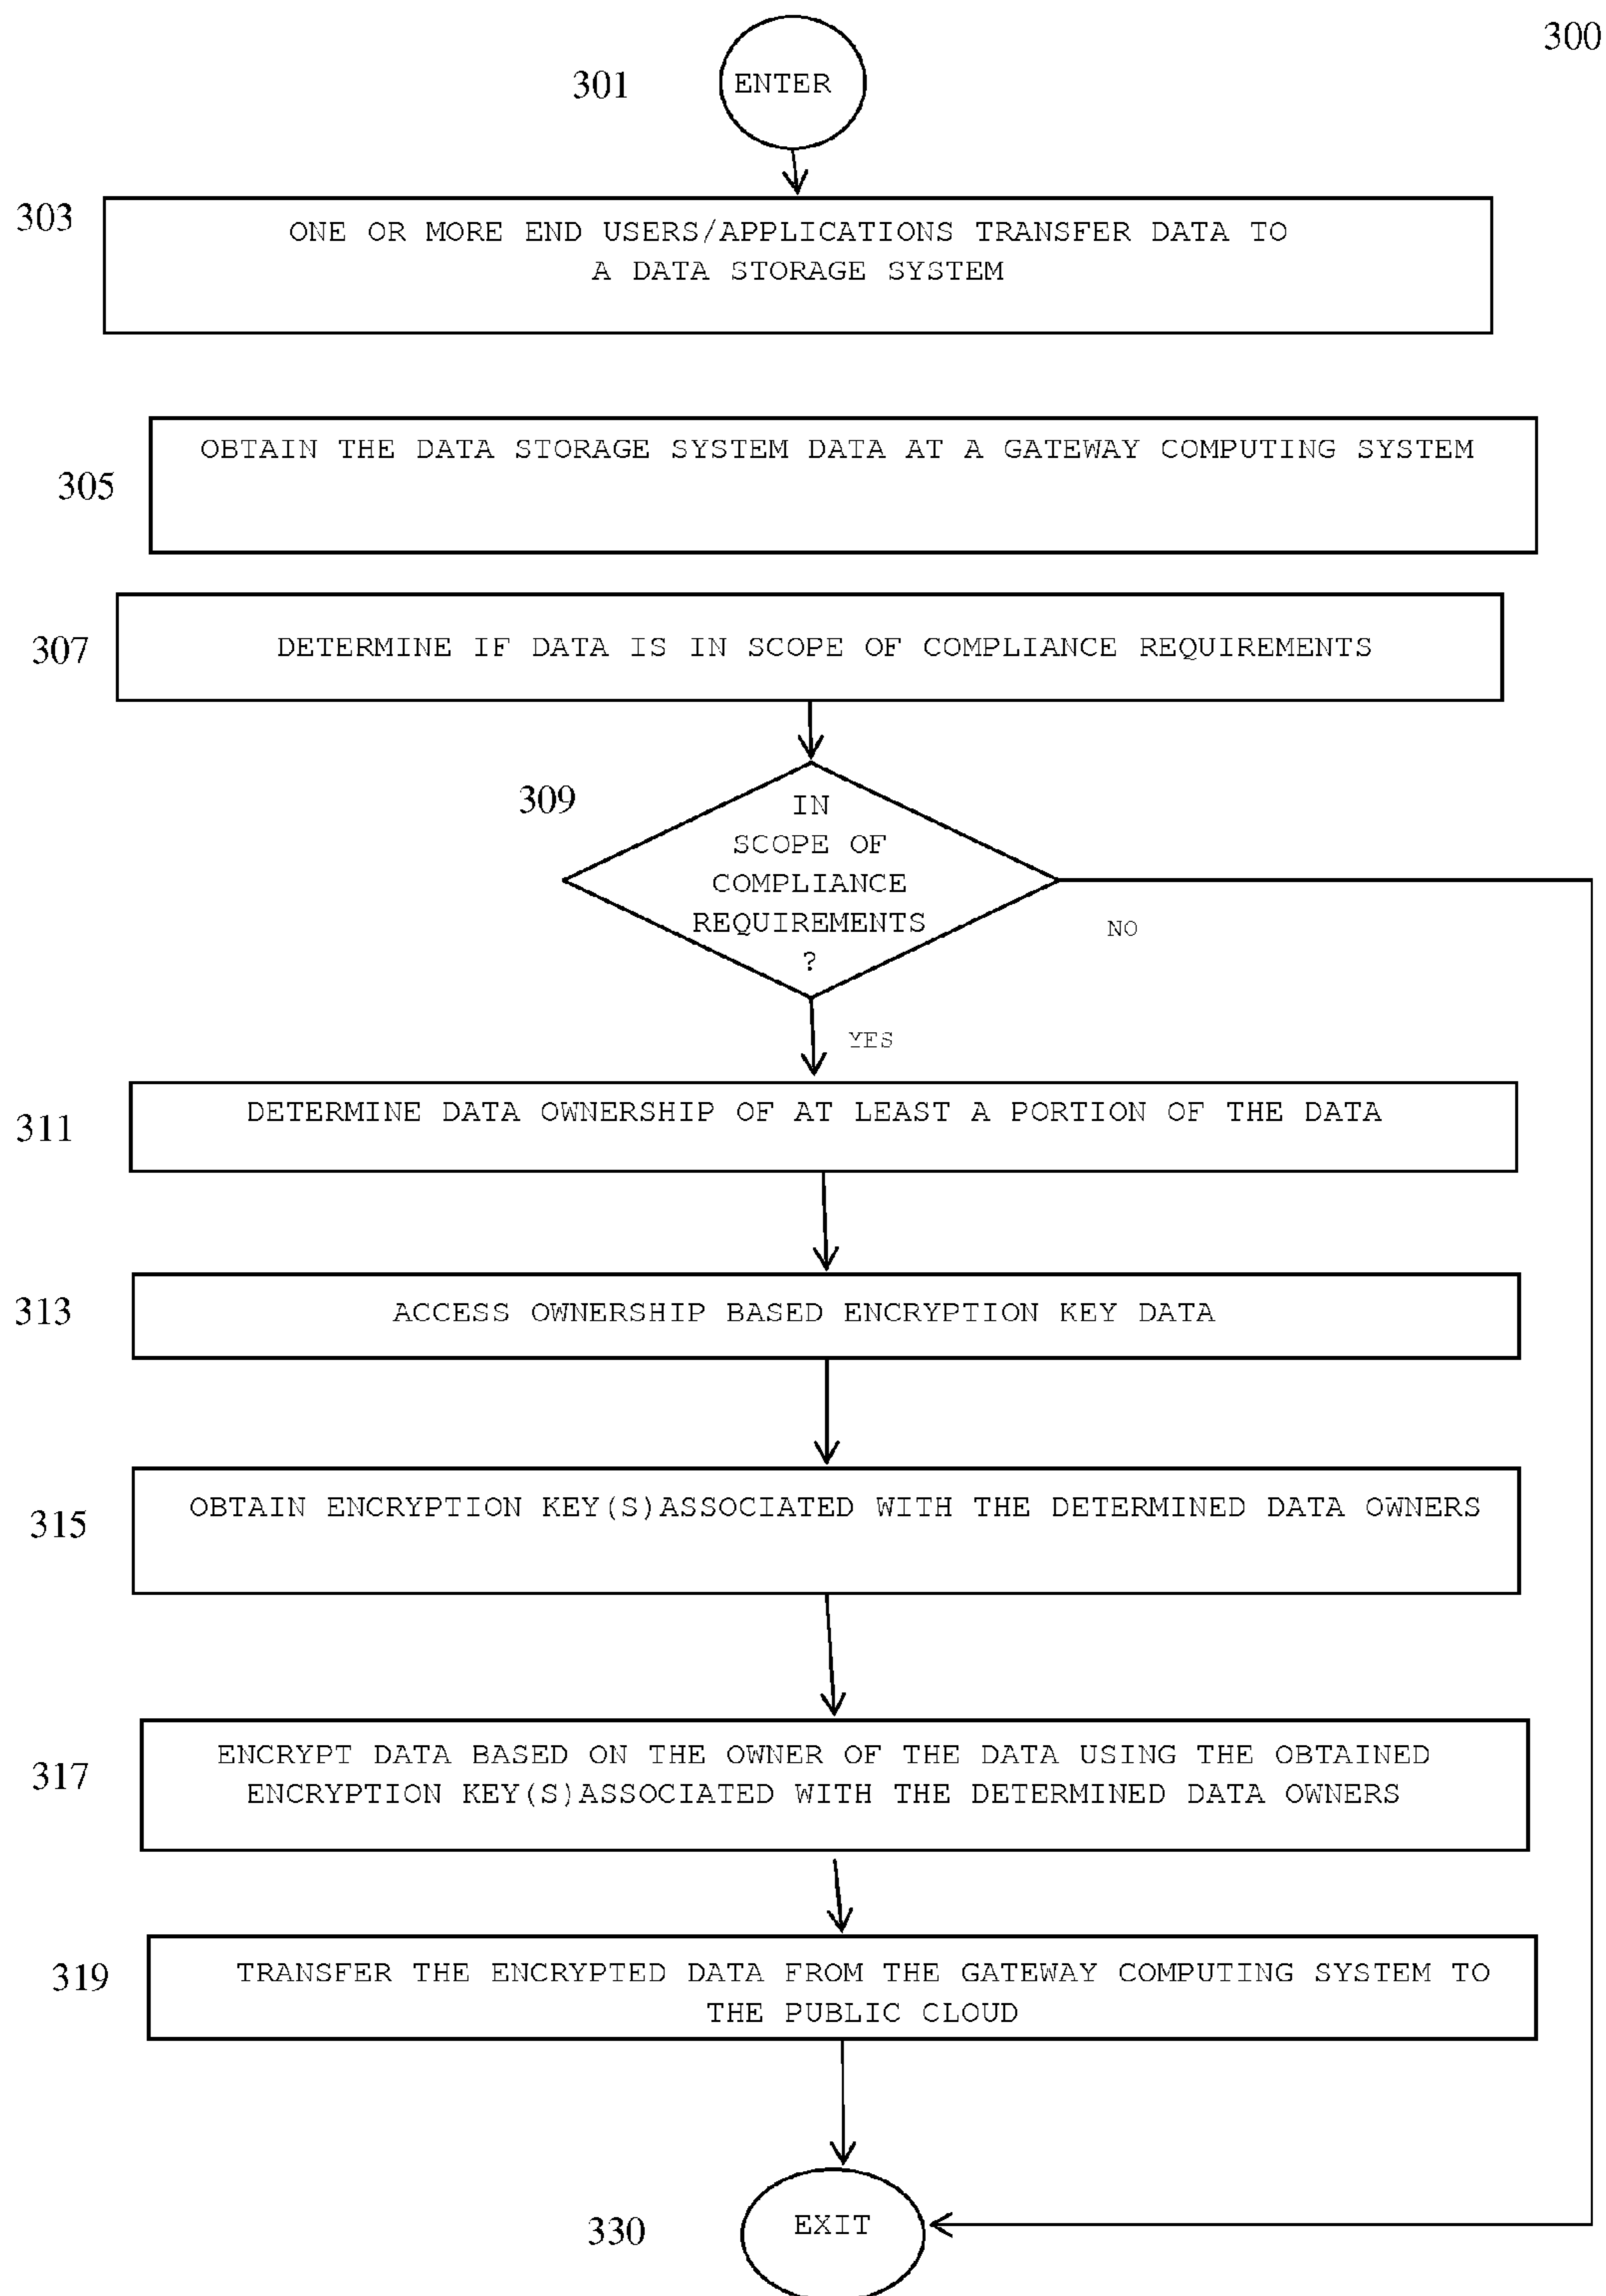 300
301
ENTER
303
ONE OR MORE END USERS/APPLICATIONS TRANSFER DATA TO
A DATA STORAGE SYSTEM
OBTAIN THE DATA STORAGE SYSTEM DATA AT A GATEWAY COMPUTING SYSTEM
305
307
DETERMINE IF DATA IS IN SCOPE OF COMPLIANCE REQUIREMENTS
309
IN
SCOPE OF
COMPLIANCE
REQUIREMENTS
?
NO
YES
311
DETERMINE DATA OWNERSHIP OF AT LEAST A PORTION OF THE DATA
313
ACCESS OWNERSHIP BASED ENCRYPTION KEY DATA
315
OBTAIN ENCRYPTION KEY(S)ASSOCIATED WITH THE DETERMINED DATA OWNERS
317
ENCRYPT DATA BASED ON THE OWNER OF THE DATA USING THE OBTAINED
ENCRYPTION KEY(S)ASSOCIATED WITH THE DETERMINED DATA OWNERS
319
TRANSFER THE ENCRYPTED DATA FROM THE GATEWAY COMPUTING SYSTEM TO
THE PUBLIC CLOUD
330
EXIT